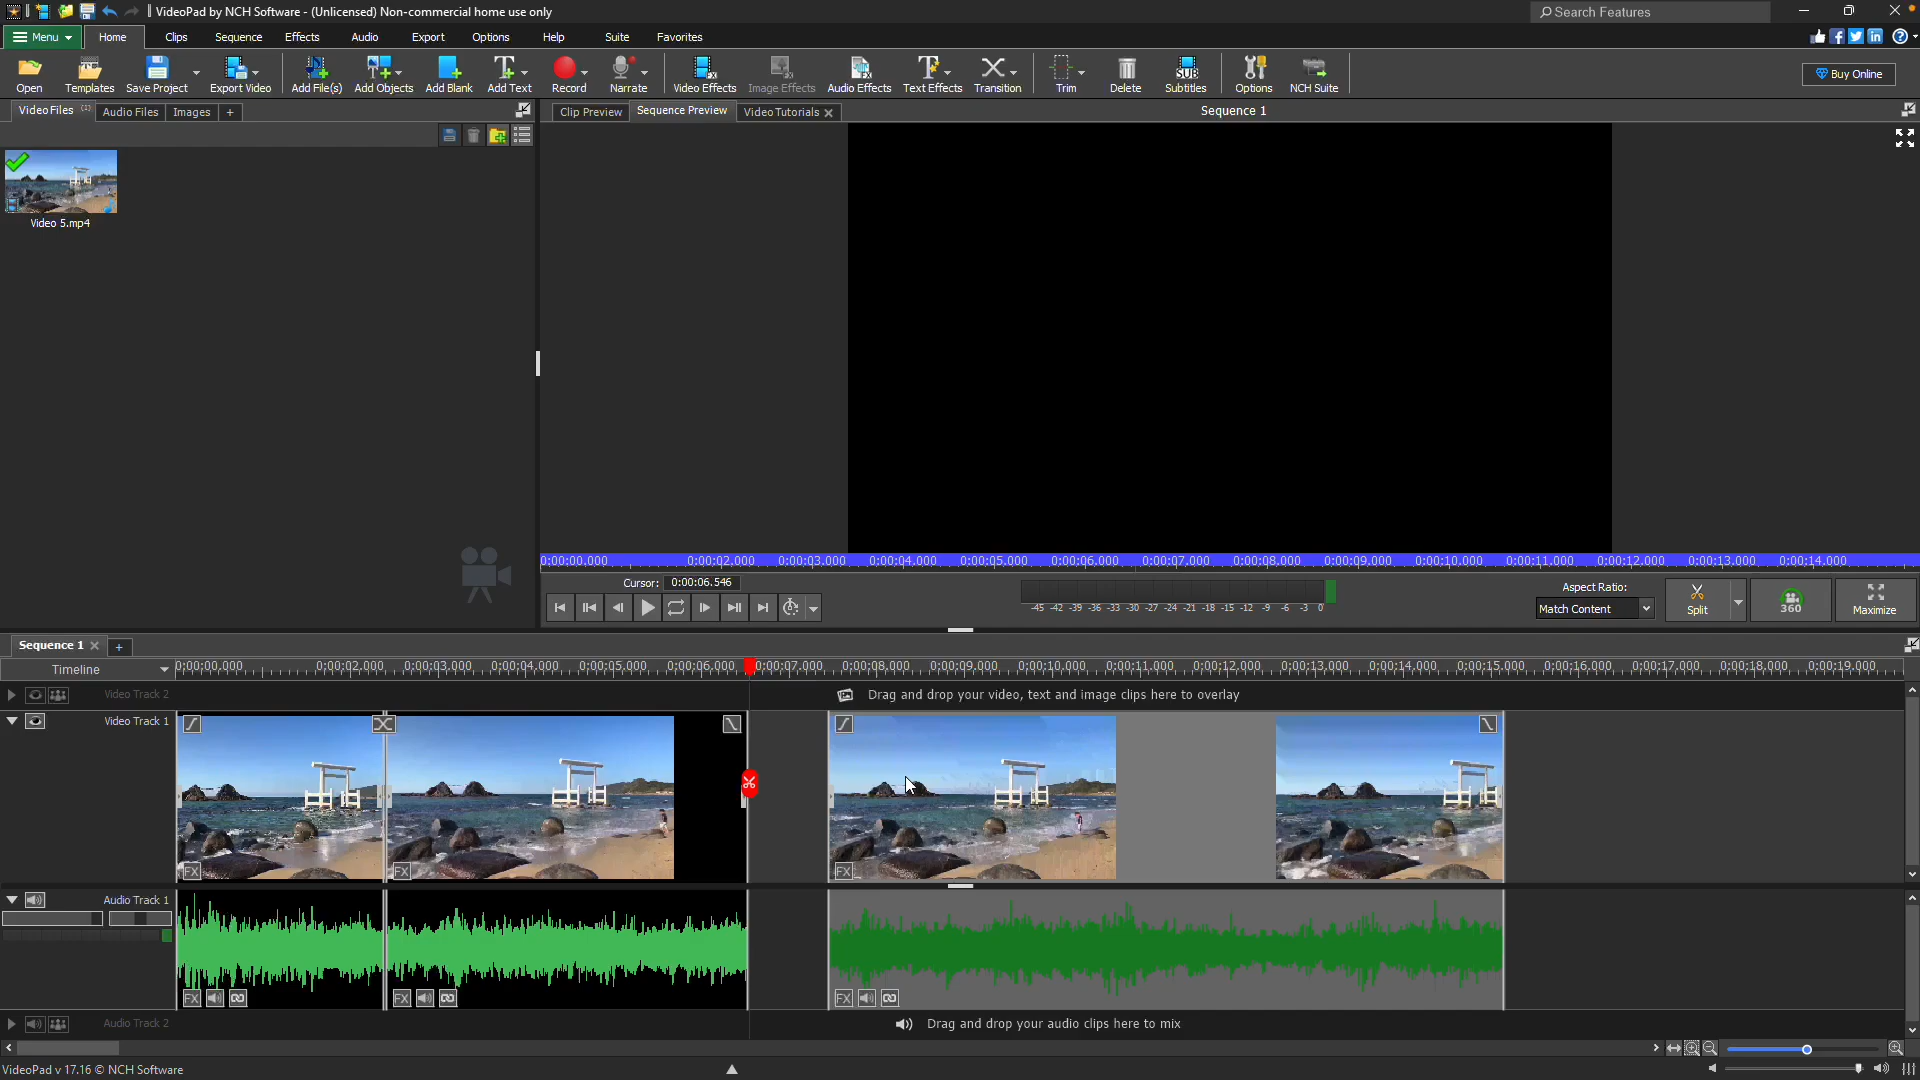 VideoPad by NCH Software - (Unlicensed) Non-commercial home use only
Search Features
Menu Home Clips Sequence Effects Audio Export Options Help Suite Favorites
Open Templates Save Project Export Video Add File(s) Add Objects Add Blank Add Text Record Narrate Video Effects Image Effects Audio Effects Text Effects Transition Trim Delete Subtitles Options NCH Suite Buy Online
SUB
Video Files (1) Audio Files Images +
Clip Preview Sequence Preview Video Tutorials Sequence 1
Video 5.mp4
0:00:00,000 0:00:02,000 0:00:03,000 0:00:04,000 0:00:05,000 0:00:06,000 0:00:07,000 0:00:08,000 0:00:09,000 0:00:10,000 0:00:11,000 0:00:12,000 0:00:13,000 0:00:14,000
Cursor: 0:00:06.546
-45 -42 -39 -36 -33 -30 -27 -24 -21 -18 -15 -12 -9 -6 -3 0
Aspect Ratio:
Match Content
Split 360 Maximize
Sequence 1 +
Timeline 0;00;00,000 0;00;02,000 0;00;03,000 0;00;04,000 0;00;05,000 0;00;06,000 0;00;07,000 0;00;08,000 0;00;09,000 0;00;10,000 0;00;11,000 0;00;12,000 0;00;13,000 0;00;14,000 0;00;15,000 0;00;16,000 0;00;17,000 0;00;18,000 0;00;19,000
Video Track 2 Drag and drop your video, text and image clips here to overlay
Video Track 1
FX FX FX
Audio Track 1
FX FX FX
Audio Track 2 Drag and drop your audio clips here to mix
VideoPad v 17.16 © NCH Software